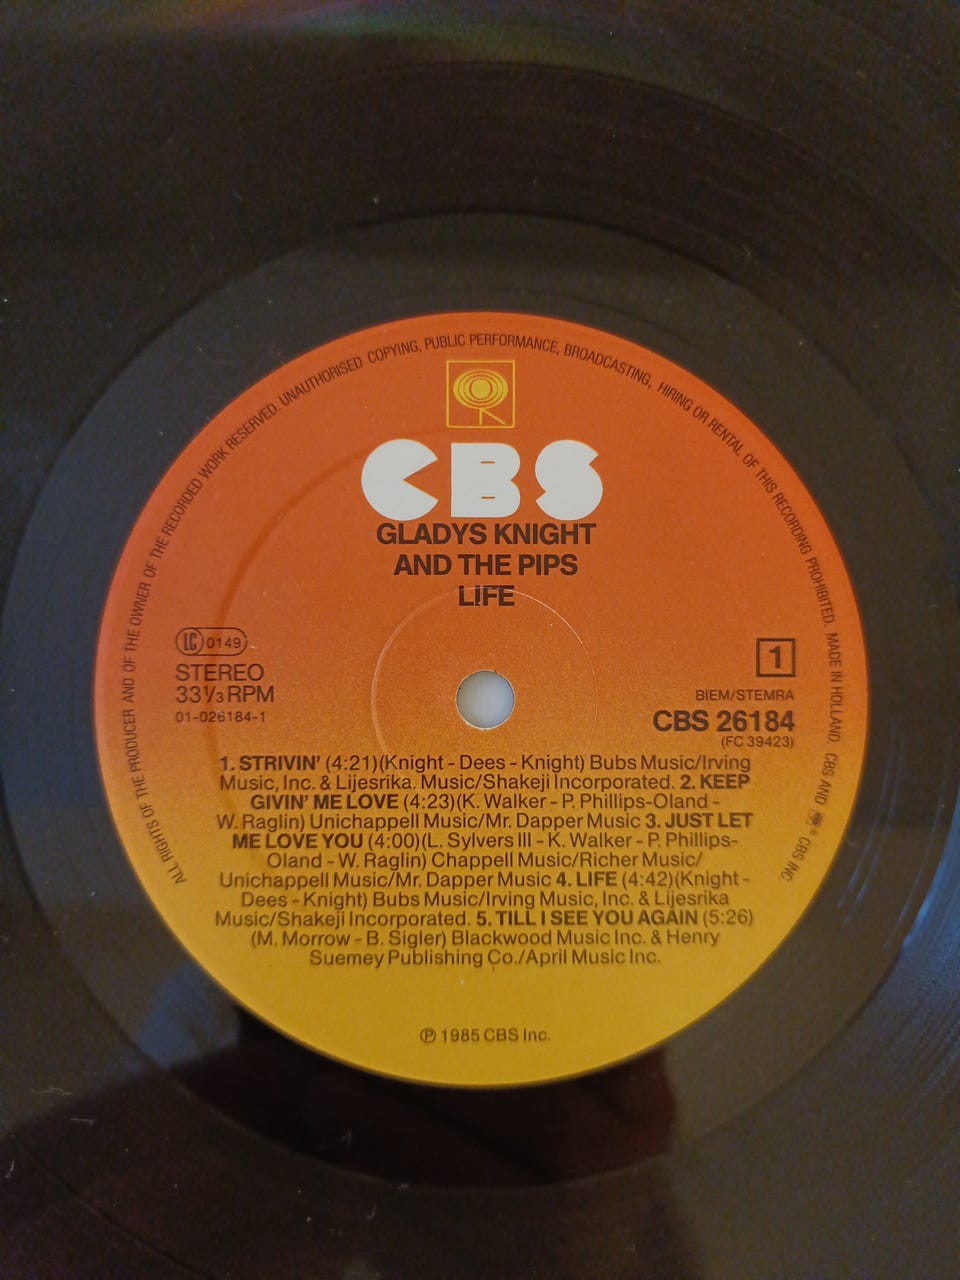 ALL RIGHTS OF THE PRODUCER AND OF THE OWNER OF THE RECORDED WORK RESERVED. UNAUTHORISED COPYING, PUBLIC PERFORMANCE, BROADCASTING, HIRING OR RENTAL OF THIS RECORDING PROHIBITED. MADE IN HOLLAND. CBS AND ® CBS INC.
CBS
GLADYS KNIGHT
AND THE PIPS
LIFE
LC 0149
STEREO
33⅓ RPM
01-026184-1
1
BIEM/STEMRA
CBS 26184
(FC 39423)
1. STRIVIN' (4:21)(Knight - Dees - Knight) Bubs Music/Irving
Music, Inc. & Lijesrika. Music/Shakeji Incorporated. 2. KEEP
GIVIN' ME LOVE (4:23)(K. Walker - P. Phillips-Oland -
W. Raglin) Unichappell Music/Mr. Dapper Music 3. JUST LET
ME LOVE YOU (4:00)(L. Sylvers III - K. Walker - P. Phillips-
Oland - W. Raglin) Chappell Music/Richer Music/
Unichappell Music/Mr. Dapper Music 4. LIFE (4:42)(Knight -
Dees - Knight) Bubs Music/Irving Music, Inc. & Lijesrika
Music/Shakeji Incorporated. 5. TILL I SEE YOU AGAIN (5:26)
(M. Morrow - B. Sigler) Blackwood Music Inc. & Henry
Suemey Publishing Co./April Music Inc.
℗ 1985 CBS Inc.